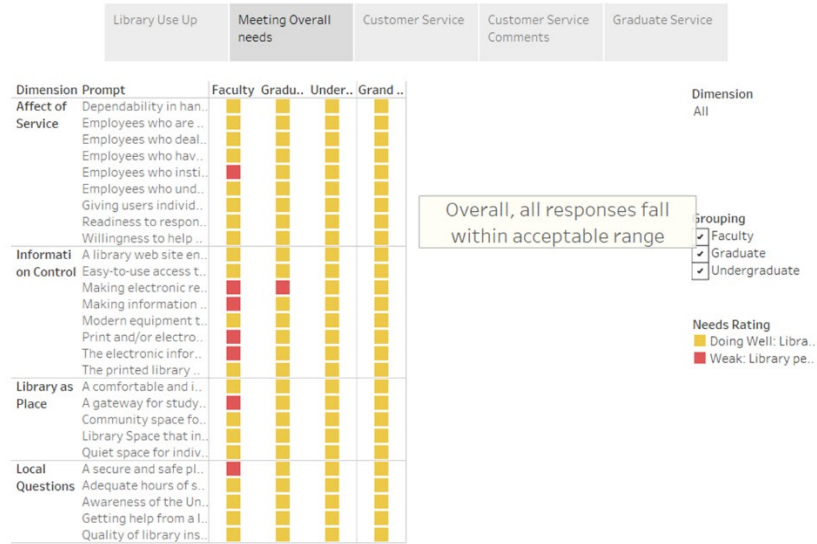 Library Use Up
Meeting Overall
needs
Customer Service
Customer Service
Comments
Graduate Service
Dimension Prompt Faculty Gradu.. Under.. Grand ..
Affect of
Service
Dependability in han..
Employees who are ..
Employees who deal..
Employees who hav..
Employees who insti..
Employees who und..
Giving users individ..
Readiness to respon..
Willingness to help ..
Informati
on Control
A library web site en..
Easy-to-use access t..
Making electronic re..
Making information ..
Modern equipment t..
Print and/or electro..
The electronic infor..
The printed library ..
Library as
Place
A comfortable and i..
A gateway for study..
Community space fo..
Library Space that in..
Quiet space for indiv..
Local
Questions
A secure and safe pl..
Adequate hours of s..
Awareness of the Un..
Getting help from a l..
Quality of library ins..
Overall, all responses fall
within acceptable range
Dimension
All
Grouping
Faculty
Graduate
Undergraduate
Needs Rating
Doing Well: Libra..
Weak: Library pe..